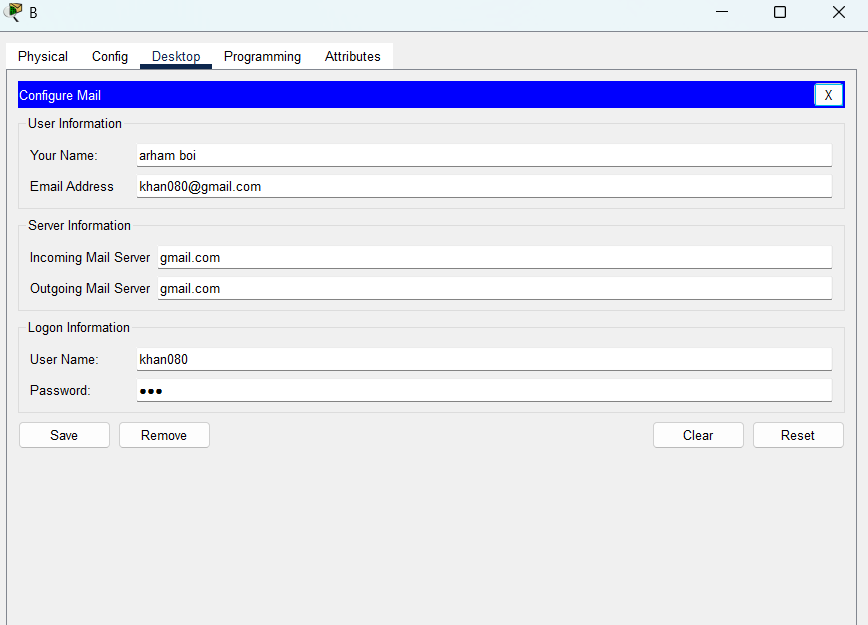 B
Physical Config Desktop Programming Attributes
Configure Mail X
User Information
Your Name: arham boi
Email Address khan080@gmail.com
Server Information
Incoming Mail Server gmail.com
Outgoing Mail Server gmail.com
Logon Information
User Name: khan080
Password: •••
Save Remove Clear Reset